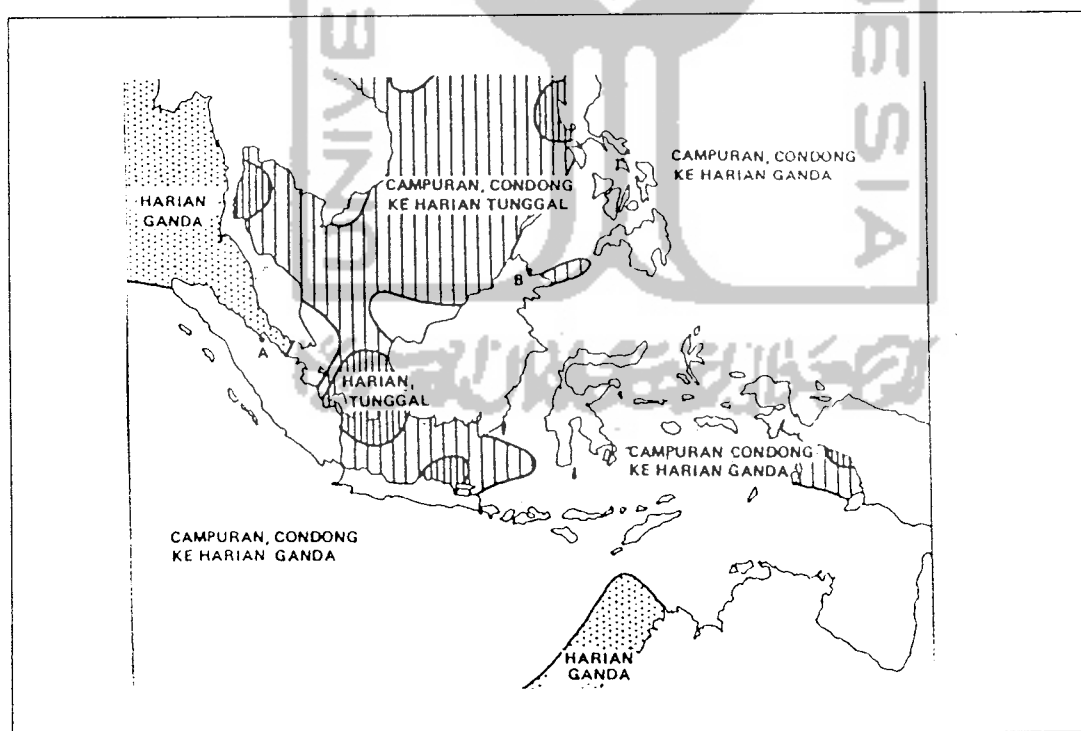 CAMPURAN, CONDONG
KE HARIAN GANDA
CAMPURAN, CONDONG
KE HARIAN TUNGGAL
HARIAN
GANDA
B
A
HARIAN,
TUNGGAL
CAMPURAN CONDONG
KE HARIAN GANDA
CAMPURAN, CONDONG
KE HARIAN GANDA
HARIAN
GANDA
NESIA